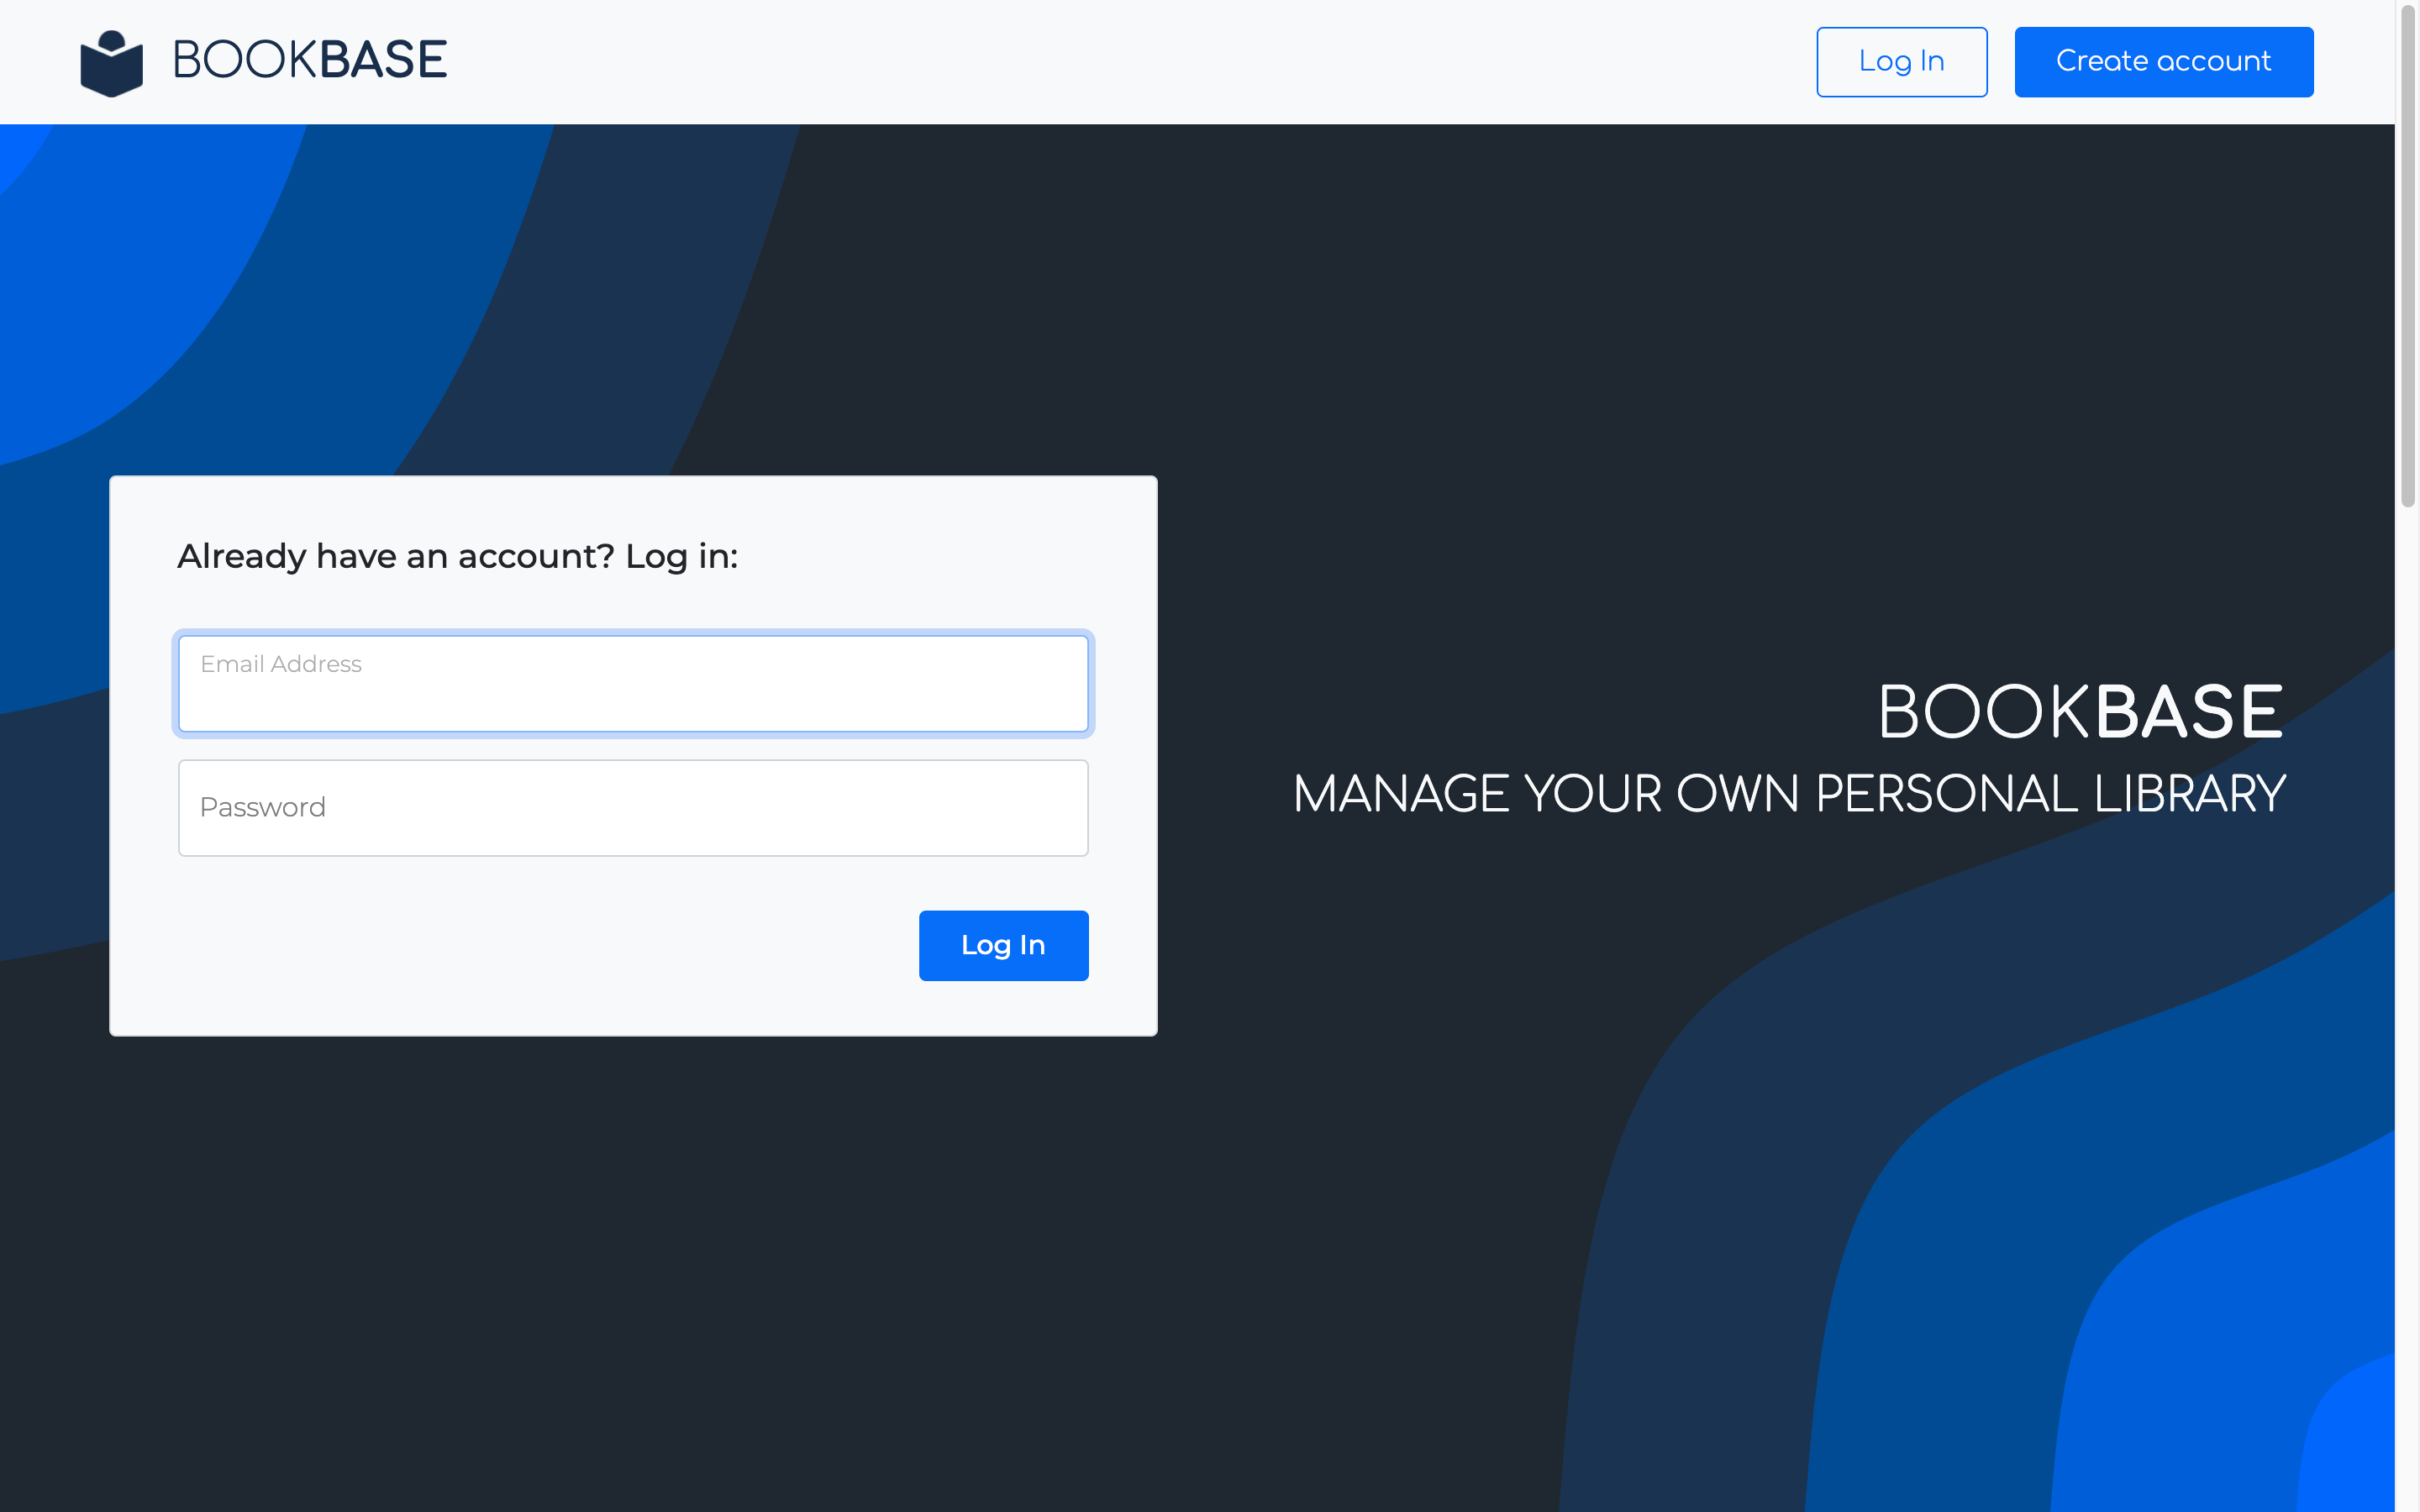 BOOKBASE
Log In
Create account
Already have an account? Log in:
Email Address
Password
Log In
BOOKBASE
MANAGE YOUR OWN PERSONAL LIBRARY